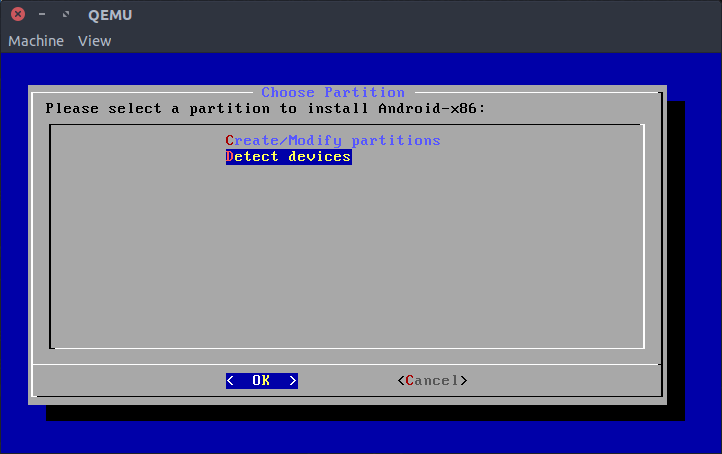 QEMU
Machine View
Choose Partition
Please select a partition to install Android-x86:
Create/Modify partitions
Detect devices
< OK > <Cancel>